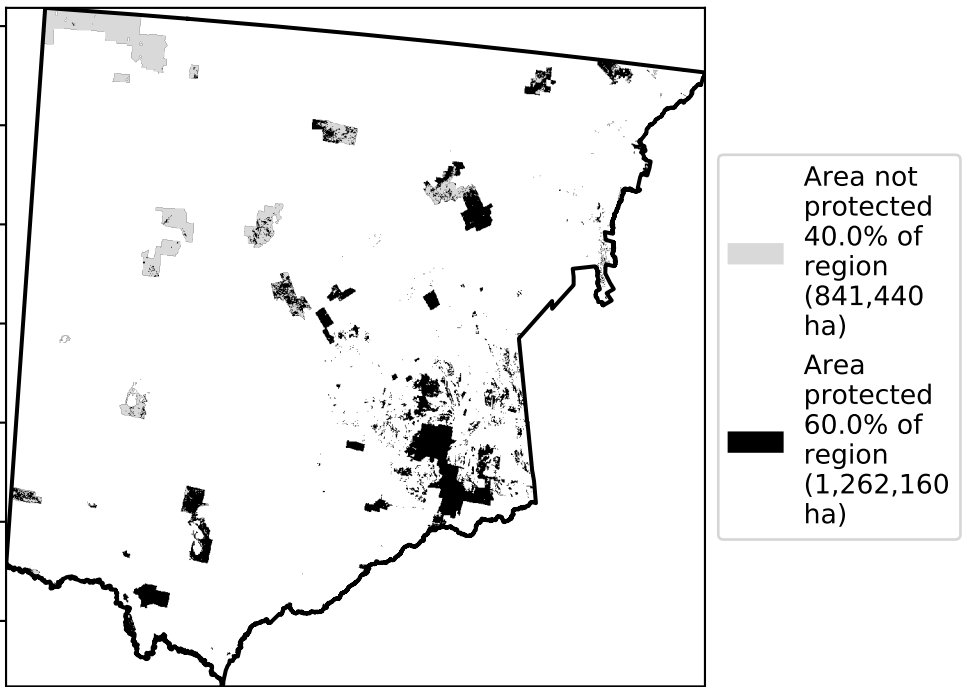 Area not
protected
40.0% of
region
(841,440
ha)
Area
protected
60.0% of
region
(1,262,160
ha)